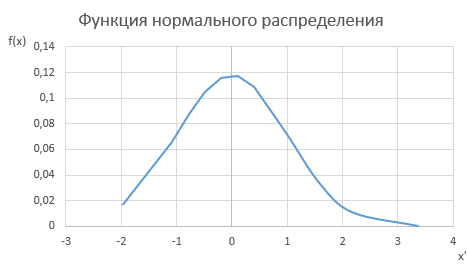 Функция нормального распределения
f(x)
0,14
0,12
0,1
0,08
0,06
0,04
0,02
0
-3 -2 -1 0 1 2 3 4
x'